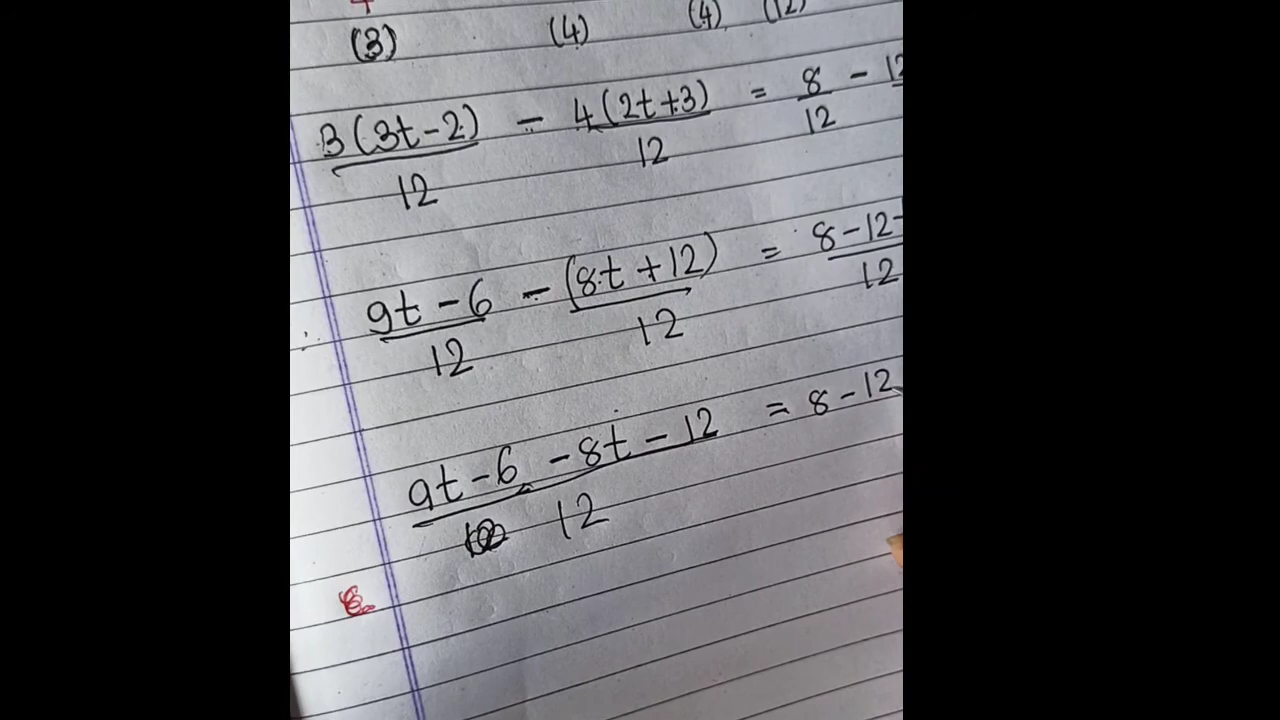 (3) (4) (4) (12)
3(3t-2)/12 - 4(2t+3)/12 = 8/12 - 12
∴ 9t-6/12 - (8t+12)/12 = 8-12-/12
9t-6-8t-12/12 = 8-12